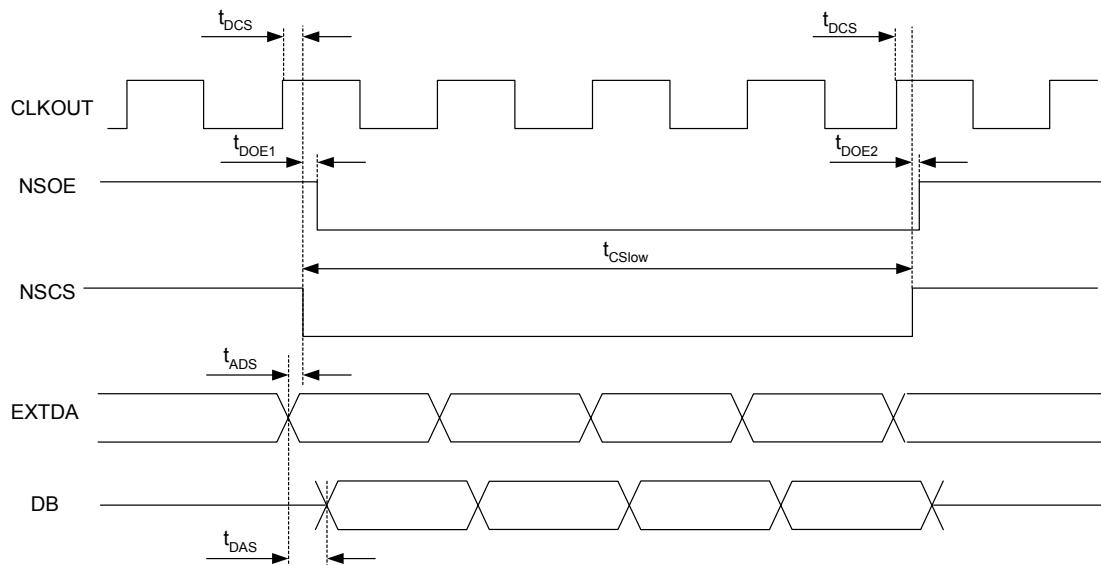 tDCS tDCS
CLKOUT
tDOE1 tDOE2
NSOE
tCSlow
NSCS
tADS
EXTDA
DB
tDAS